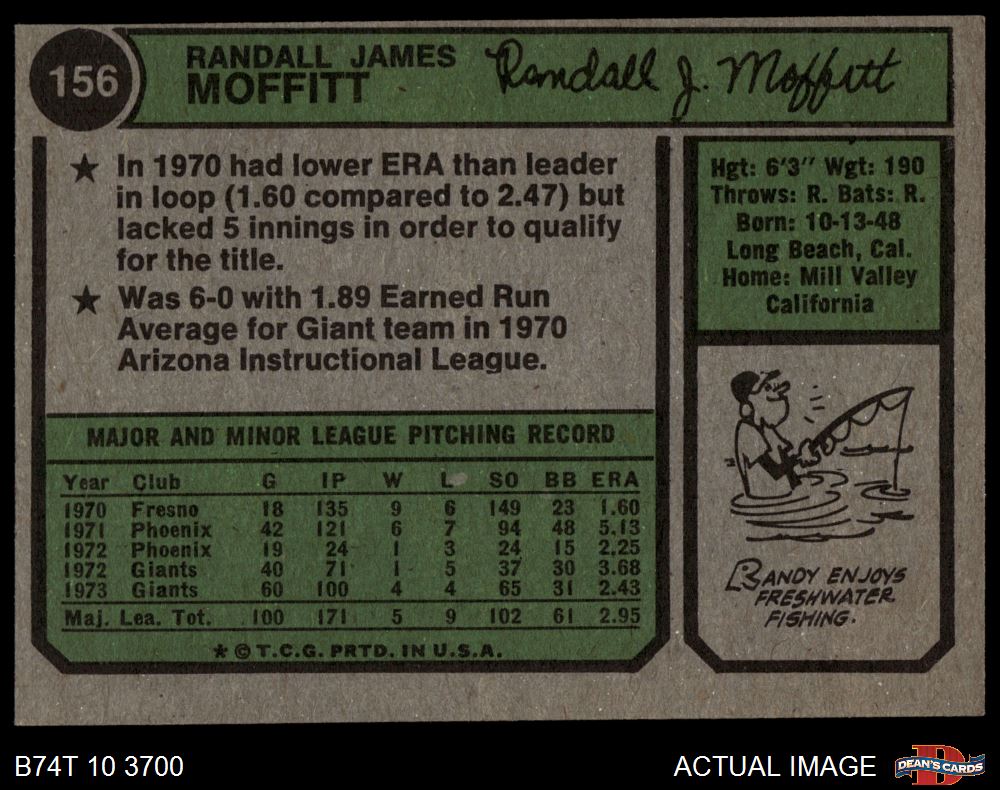 156
RANDALL JAMES
MOFFITT
Randall J. Moffitt
★ In 1970 had lower ERA than leader
in loop (1.60 compared to 2.47) but
lacked 5 innings in order to qualify
for the title.
★ Was 6-0 with 1.89 Earned Run
Average for Giant team in 1970
Arizona Instructional League.
MAJOR AND MINOR LEAGUE PITCHING RECORD
Year Club G IP W L SO BB ERA
1970 Fresno 18 135 9 6 149 23 1.60
1971 Phoenix 42 121 6 7 94 48 5.13
1972 Phoenix 19 24 1 3 24 15 2.25
1972 Giants 40 71 1 5 37 30 3.68
1973 Giants 60 100 4 4 65 31 2.43
Maj. Lea. Tot. 100 171 5 9 102 61 2.95
* © T.C.G. PRTD. IN U.S.A.
Hgt: 6'3" Wgt: 190
Throws: R. Bats: R.
Born: 10-13-48
Long Beach, Cal.
Home: Mill Valley
California
RANDY ENJOYS
FRESHWATER
FISHING.
B74T 10 3700
ACTUAL IMAGE
D
DEAN'S CARDS